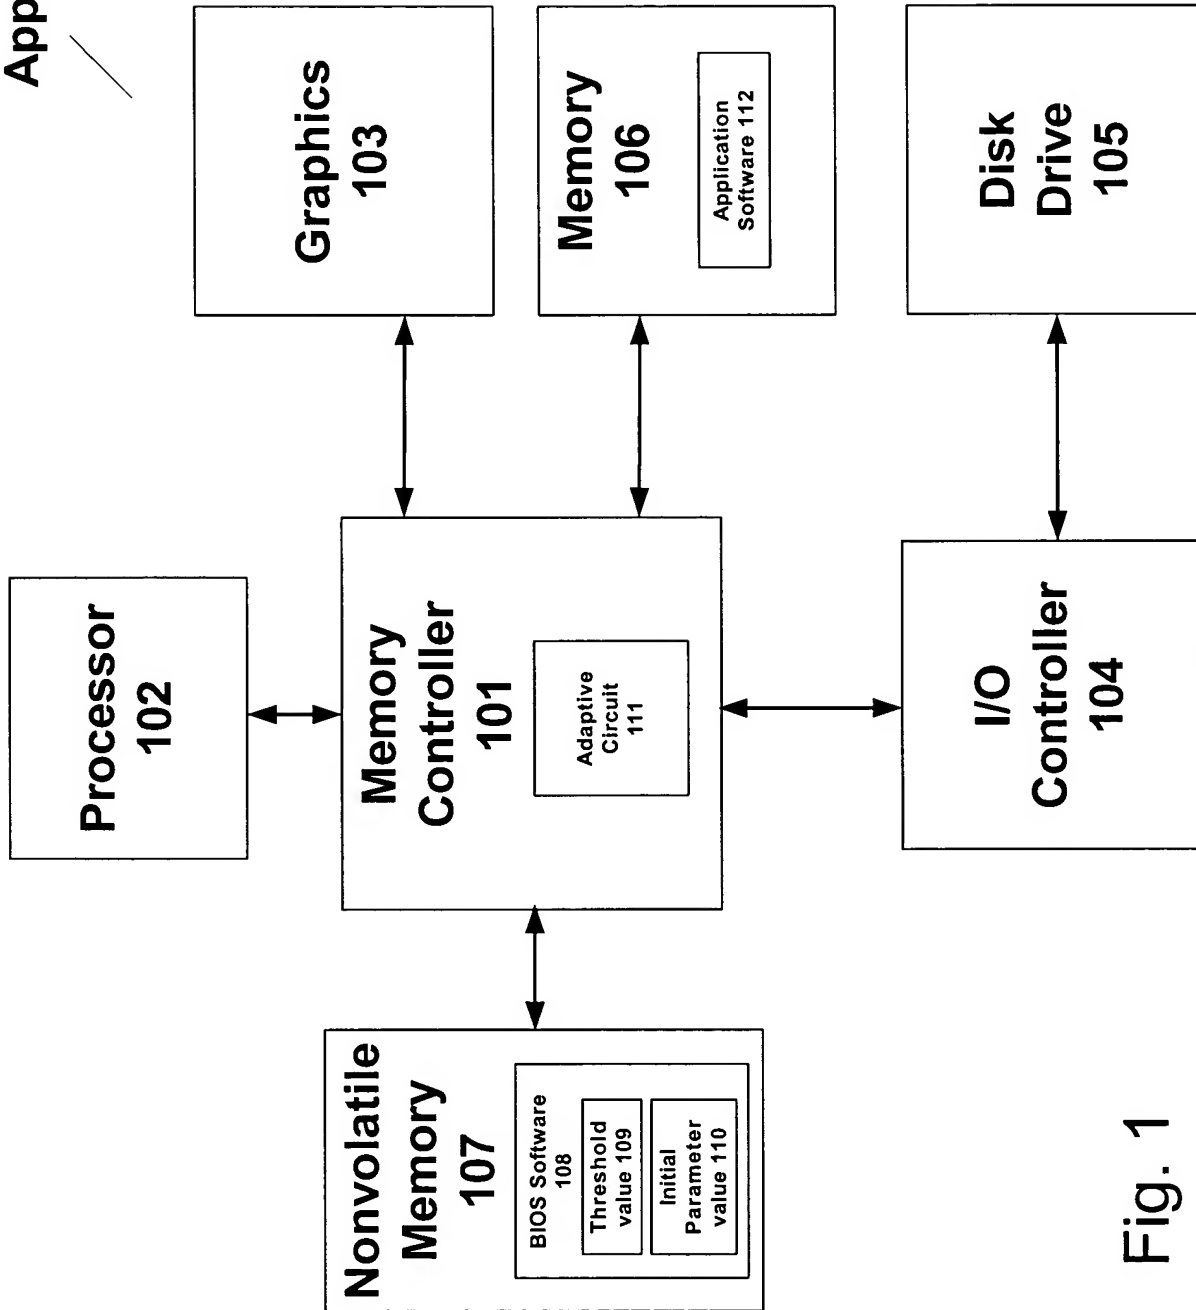 App
Graphics
103
Memory
106
Application
Software 112
Disk
Drive
105
Processor
102
Memory
Controller
101
Adaptive
Circuit
111
I/O
Controller
104
Nonvolatile
Memory
107
BIOS Software
108
Threshold
value 109
Initial
Parameter
value 110
Fig. 1